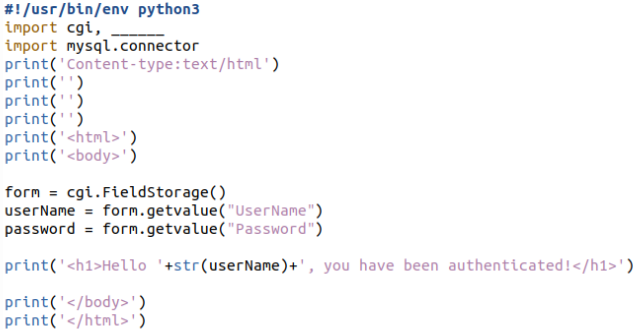 #!/usr/bin/env python3
import cgi, ______
import mysql.connector
print('Content-type:text/html')
print('')
print('')
print('')
print('<html>')
print('<body>')
form = cgi.FieldStorage()
userName = form.getvalue("UserName")
password = form.getvalue("Password")
print('<h1>Hello '+str(userName)+', you have been authenticated!</h1>')
print('</body>')
print('</html>')